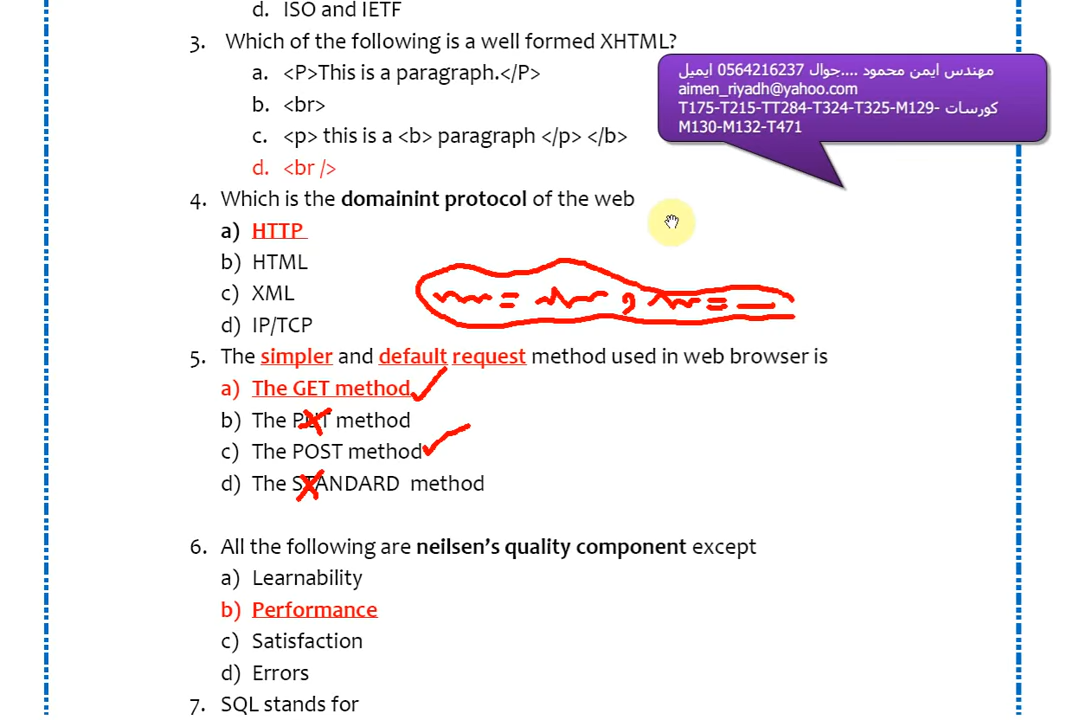 d. ISO and IETF
3. Which of the following is a well formed XHTML?
a. <P>This is a paragraph.</P>
b. <br>
c. <p> this is a <b> paragraph </p> </b>
d. <br />
مهندس ايمن محمود ....جوال 0564216237 ايميل
aimen_riyadh@yahoo.com
كورسات T175-T215-TT284-T324-T325-M129-
M130-M132-T471
4. Which is the domainint protocol of the web
a) HTTP
b) HTML
c) XML
d) IP/TCP
5. The simpler and default request method used in web browser is
a) The GET method
b) The PUT method
c) The POST method
d) The STANDARD method
6. All the following are neilsen’s quality component except
a) Learnability
b) Performance
c) Satisfaction
d) Errors
7. SQL stands for